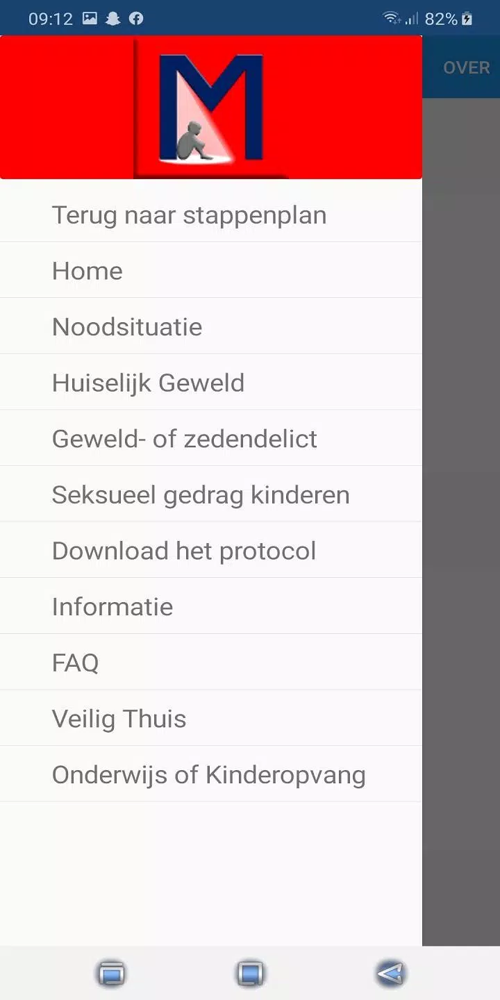 09:12
82%
OVER
M
Terug naar stappenplan
Home
Noodsituatie
Huiselijk Geweld
Geweld- of zedendelict
Seksueel gedrag kinderen
Download het protocol
Informatie
FAQ
Veilig Thuis
Onderwijs of Kinderopvang